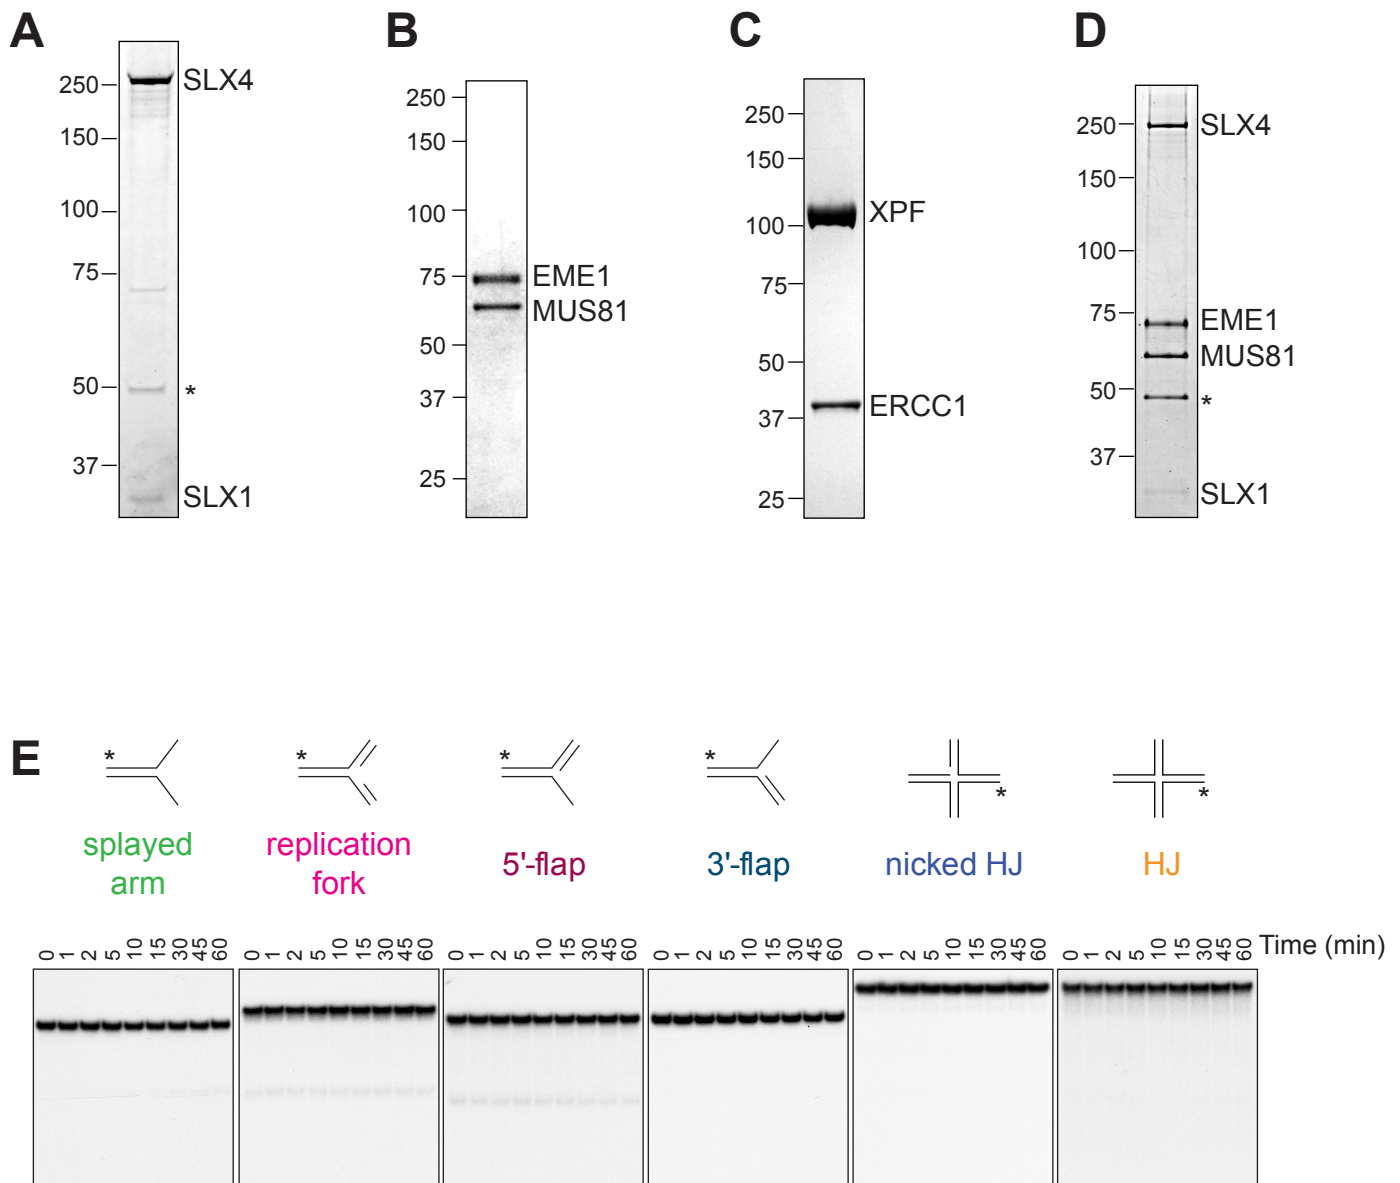 A
250
150
100
75
50
37
SLX4
*
SLX1
B
250
150
100
75
50
37
25
EME1
MUS81
C
250
150
100
75
50
37
25
XPF
ERCC1
D
250
150
100
75
50
37
SLX4
EME1
MUS81
*
SLX1
E
* * * * * *
splayed
arm
replication
fork
5'-flap
3'-flap
nicked HJ
HJ
0 1 2 5 10 15 30 45 60
0 1 2 5 10 15 30 45 60
0 1 2 5 10 15 30 45 60
0 1 2 5 10 15 30 45 60
0 1 2 5 10 15 30 45 60
0 1 2 5 10 15 30 45 60
Time (min)